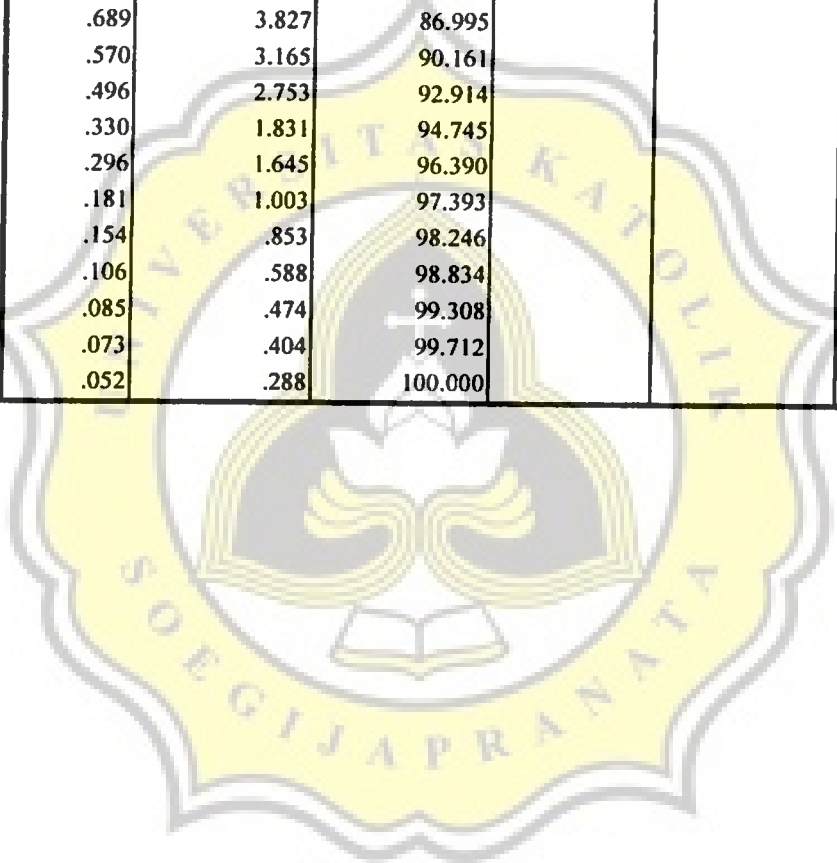 .689 3.827 86.995
.570 3.165 90.161
.496 2.753 92.914
.330 1.831 94.745
.296 1.645 96.390
.181 1.003 97.393
.154 .853 98.246
.106 .588 98.834
.085 .474 99.308
.073 .404 99.712
.052 .288 100.000
UNIVERSITAS KATOLIK
SOEGIJAPRANATA